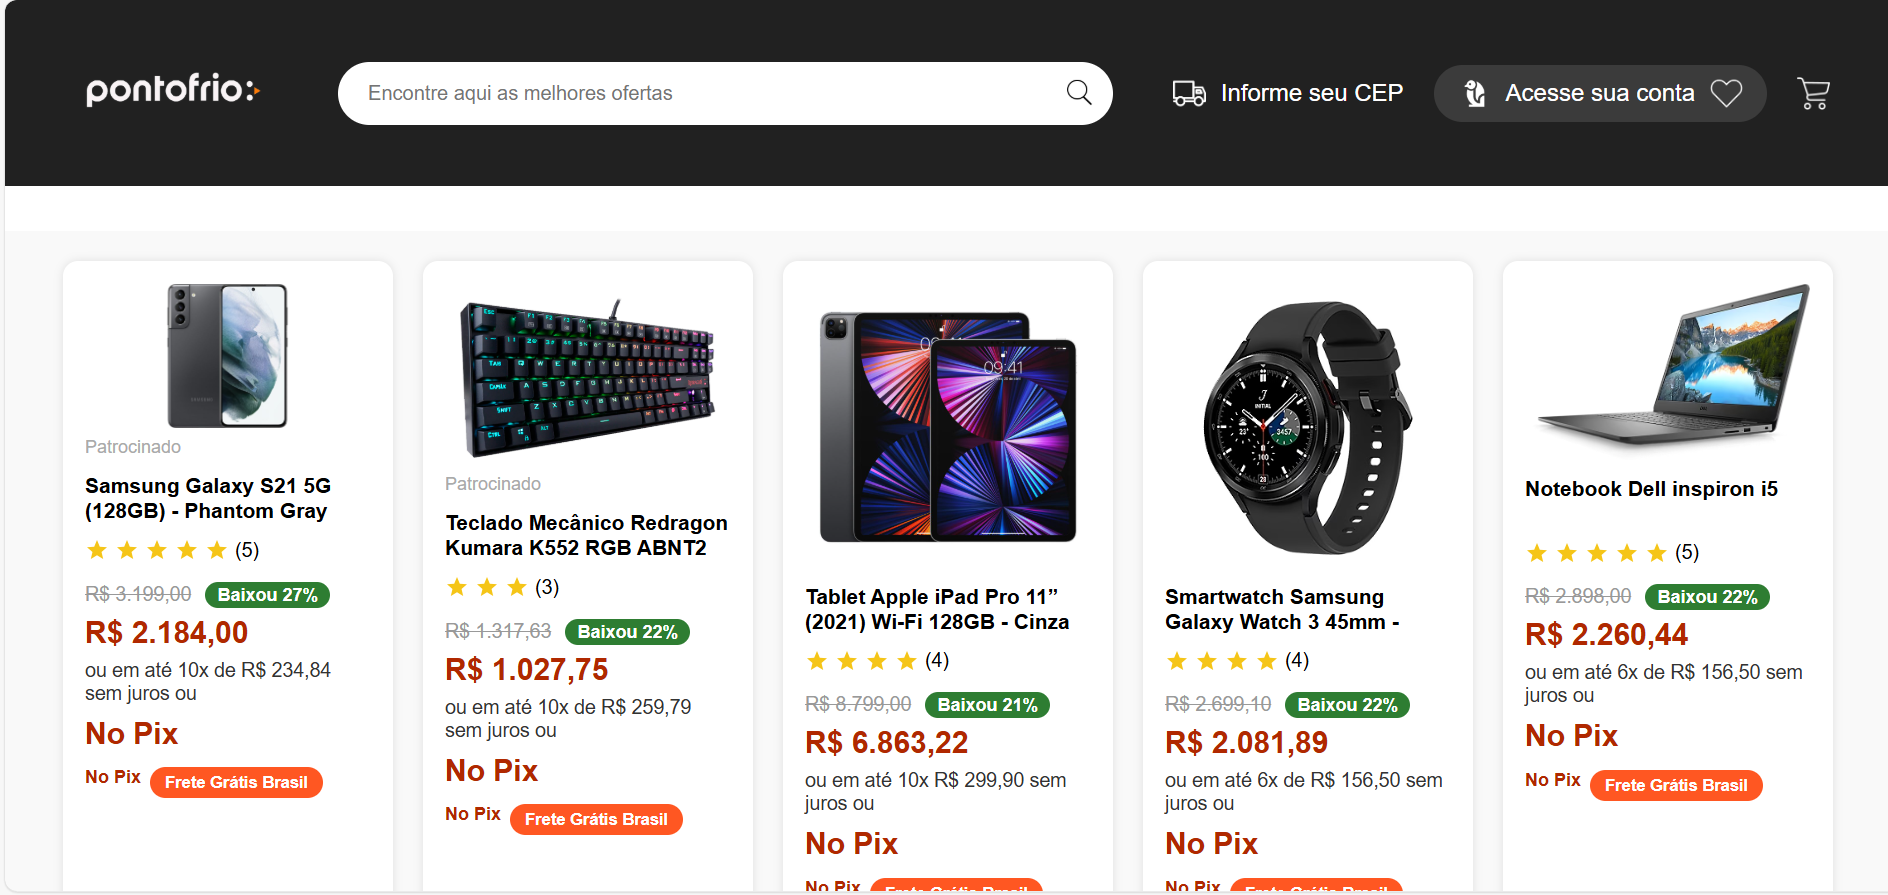 pontofrio:
Encontre aqui as melhores ofertas
Informe seu CEP
Acesse sua conta
Patrocinado
Samsung Galaxy S21 5G
(128GB) - Phantom Gray
(5)
R$ 3.199,00 Baixou 27%
R$ 2.184,00
ou em até 10x de R$ 234,84
sem juros ou
No Pix
No Pix Frete Grátis Brasil
Patrocinado
Teclado Mecânico Redragon
Kumara K552 RGB ABNT2
(3)
R$ 1.317,63 Baixou 22%
R$ 1.027,75
ou em até 10x de R$ 259,79
sem juros ou
No Pix
No Pix Frete Grátis Brasil
09:41
Tablet Apple iPad Pro 11”
(2021) Wi-Fi 128GB - Cinza
(4)
R$ 8.799,00 Baixou 21%
R$ 6.863,22
ou em até 10x R$ 299,90 sem
juros ou
No Pix
No Pix Frete Grátis Brasil
INITIAL
Smartwatch Samsung
Galaxy Watch 3 45mm -
(4)
R$ 2.699,10 Baixou 22%
R$ 2.081,89
ou em até 6x de R$ 156,50 sem
juros ou
No Pix
No Pix Frete Grátis Brasil
Notebook Dell inspiron i5
(5)
R$ 2.898,00 Baixou 22%
R$ 2.260,44
ou em até 6x de R$ 156,50 sem
juros ou
No Pix
No Pix Frete Grátis Brasil